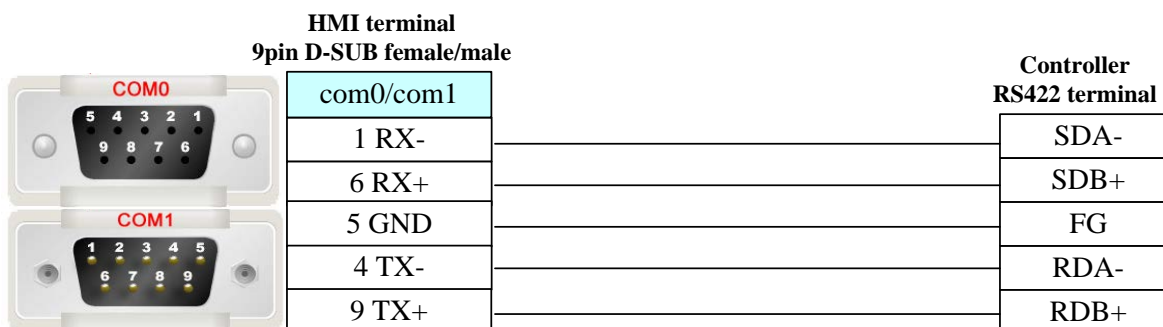 HMI terminal
9pin D-SUB female/male
Controller
RS422 terminal
COM0
5 4 3 2 1
9 8 7 6
COM1
1 2 3 4 5
6 7 8 9
com0/com1
1 RX-
SDA-
6 RX+
SDB+
5 GND
FG
4 TX-
RDA-
9 TX+
RDB+